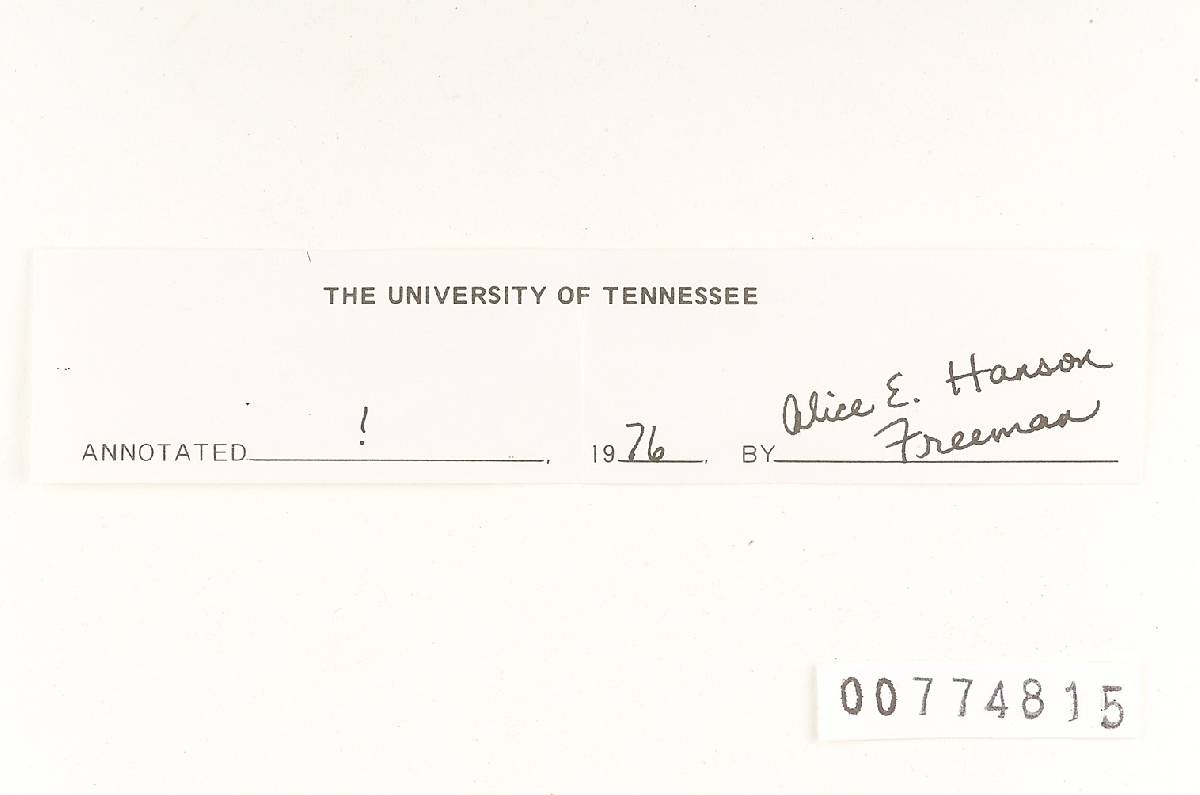 THE UNIVERSITY OF TENNESSEE
ANNOTATED !, 1976, BY Alice E. Hanson
Freeman
00774815